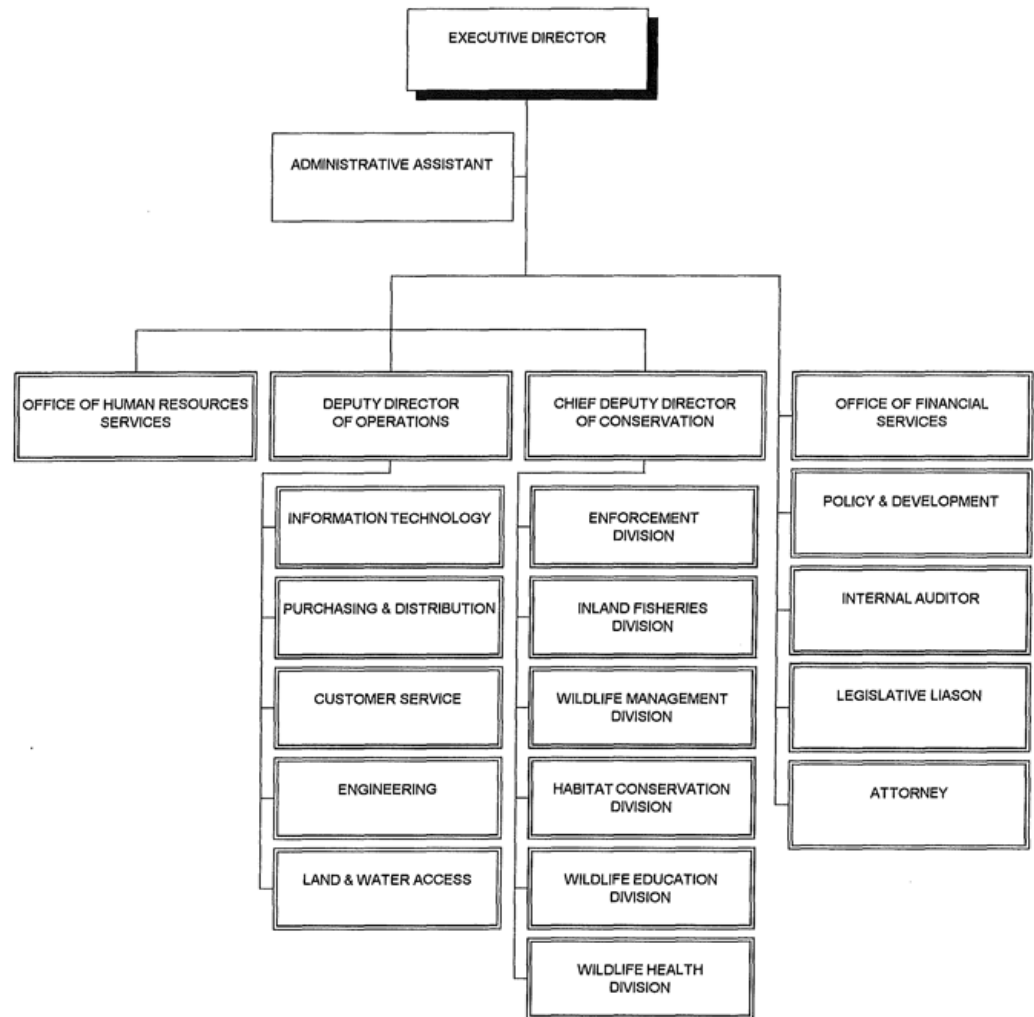 EXECUTIVE DIRECTOR
ADMINISTRATIVE ASSISTANT
OFFICE OF HUMAN RESOURCES
SERVICES
DEPUTY DIRECTOR
OF OPERATIONS
CHIEF DEPUTY DIRECTOR
OF CONSERVATION
OFFICE OF FINANCIAL
SERVICES
INFORMATION TECHNOLOGY
PURCHASING & DISTRIBUTION
CUSTOMER SERVICE
ENGINEERING
LAND & WATER ACCESS
ENFORCEMENT
DIVISION
INLAND FISHERIES
DIVISION
WILDLIFE MANAGEMENT
DIVISION
HABITAT CONSERVATION
DIVISION
WILDLIFE EDUCATION
DIVISION
WILDLIFE HEALTH
DIVISION
POLICY & DEVELOPMENT
INTERNAL AUDITOR
LEGISLATIVE LIASON
ATTORNEY